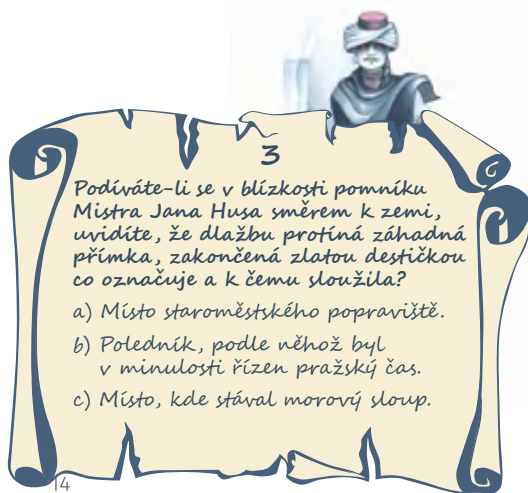 3
Podíváte-li se v blízkosti pomníku
Mistra Jana Husa směrem k zemi,
uvidíte, že dlažbu protíná záhadná
přímka, zakončená zlatou destičkou
co označuje a k čemu sloužila?
a) Místo staroměstského popraviště.
b) Poledník, podle něhož byl
v minulosti řízen pražský čas.
c) Místo, kde stával morový sloup.
14